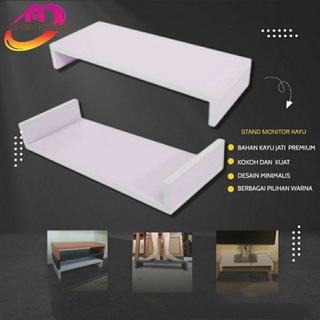 STAND MONITOR KAYU
BAHAN KAYU JATI PREMIUM
KOKOH DAN KUAT
DESAIN MINIMALIS
BERBAGAI PILIHAN WARNA